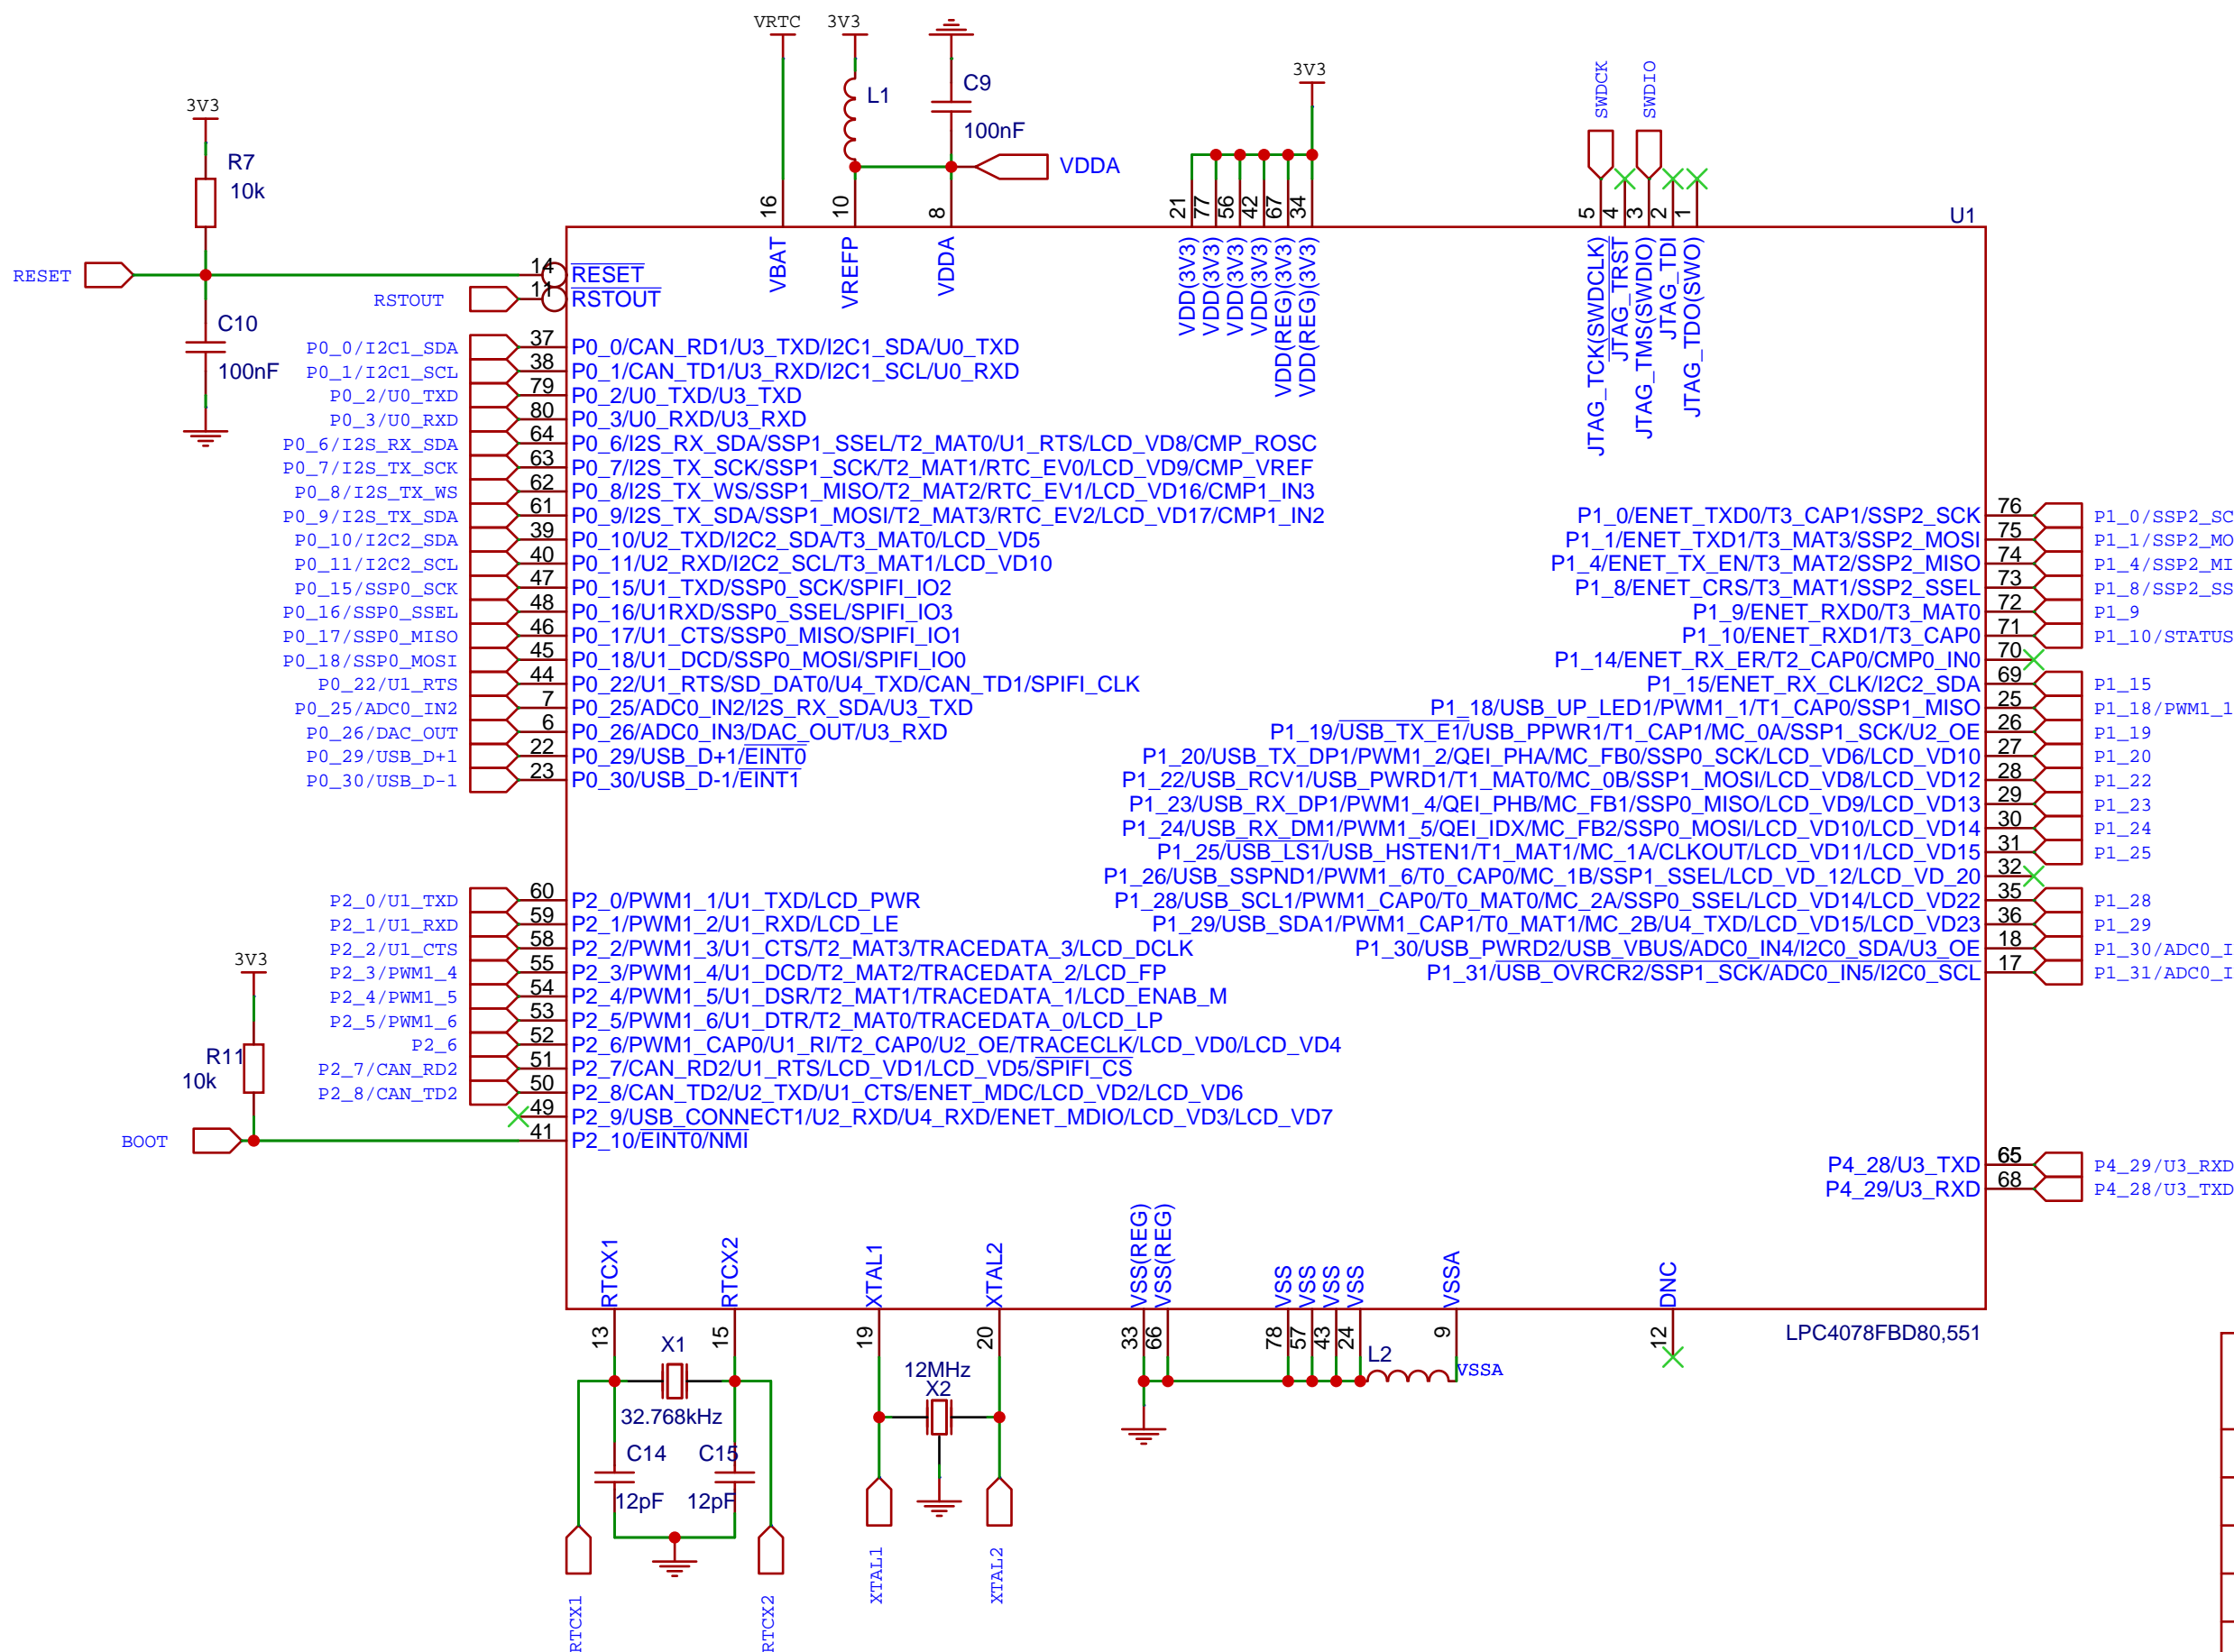 VRTC
3V3
C9
L1
100nF
VDDA
3V3
SWDCK
SWDIO
3V3
R7
10k
16
10
8
21
77
56
42
67
34
5
4
3
2
1
U1
VBAT
VREFP
VDDA
VDD(3V3)
VDD(3V3)
VDD(3V3)
VDD(3V3)
VDD(REG)(3V3)
VDD(REG)(3V3)
JTAG_TCK(SWDCLK)
JTAG_TRST
JTAG_TMS(SWDIO)
JTAG_TDI
JTAG_TDO(SWO)
RESET 14 RESET
RSTOUT 11 RSTOUT
C10
100nF
P0_0/I2C1_SDA 37 P0_0/CAN_RD1/U3_TXD/I2C1_SDA/U0_TXD
P0_1/I2C1_SCL 38 P0_1/CAN_TD1/U3_RXD/I2C1_SCL/U0_RXD
P0_2/U0_TXD 79 P0_2/U0_TXD/U3_TXD
P0_3/U0_RXD 80 P0_3/U0_RXD/U3_RXD
P0_6/I2S_RX_SDA 64 P0_6/I2S_RX_SDA/SSP1_SSEL/T2_MAT0/U1_RTS/LCD_VD8/CMP_ROSC
P0_7/I2S_TX_SCK 63 P0_7/I2S_TX_SCK/SSP1_SCK/T2_MAT1/RTC_EV0/LCD_VD9/CMP_VREF
P0_8/I2S_TX_WS 62 P0_8/I2S_TX_WS/SSP1_MISO/T2_MAT2/RTC_EV1/LCD_VD16/CMP1_IN3
P0_9/I2S_TX_SDA 61 P0_9/I2S_TX_SDA/SSP1_MOSI/T2_MAT3/RTC_EV2/LCD_VD17/CMP1_IN2
P0_10/I2C2_SDA 39 P0_10/U2_TXD/I2C2_SDA/T3_MAT0/LCD_VD5
P0_11/I2C2_SCL 40 P0_11/U2_RXD/I2C2_SCL/T3_MAT1/LCD_VD10
P0_15/SSP0_SCK 47 P0_15/U1_TXD/SSP0_SCK/SPIFI_IO2
P0_16/SSP0_SSEL 48 P0_16/U1RXD/SSP0_SSEL/SPIFI_IO3
P0_17/SSP0_MISO 46 P0_17/U1_CTS/SSP0_MISO/SPIFI_IO1
P0_18/SSP0_MOSI 45 P0_18/U1_DCD/SSP0_MOSI/SPIFI_IO0
P0_22/U1_RTS 44 P0_22/U1_RTS/SD_DAT0/U4_TXD/CAN_TD1/SPIFI_CLK
P0_25/ADC0_IN2 7 P0_25/ADC0_IN2/I2S_RX_SDA/U3_TXD
P0_26/DAC_OUT 6 P0_26/ADC0_IN3/DAC_OUT/U3_RXD
P0_29/USB_D+1 22 P0_29/USB_D+1/EINT0
P0_30/USB_D-1 23 P0_30/USB_D-1/EINT1
P1_0/ENET_TXD0/T3_CAP1/SSP2_SCK 76 P1_0/SSP2_SC
P1_1/ENET_TXD1/T3_MAT3/SSP2_MOSI 75 P1_1/SSP2_MO
P1_4/ENET_TX_EN/T3_MAT2/SSP2_MISO 74 P1_4/SSP2_MI
P1_8/ENET_CRS/T3_MAT1/SSP2_SSEL 73 P1_8/SSP2_SS
P1_9/ENET_RXD0/T3_MAT0 72 P1_9
P1_10/ENET_RXD1/T3_CAP0 71 P1_10/STATUS
P1_14/ENET_RX_ER/T2_CAP0/CMP0_IN0 70
P1_15/ENET_RX_CLK/I2C2_SDA 69 P1_15
P1_18/USB_UP_LED1/PWM1_1/T1_CAP0/SSP1_MISO 25 P1_18/PWM1_1
P1_19/USB_TX_E1/USB_PPWR1/T1_CAP1/MC_0A/SSP1_SCK/U2_OE 26 P1_19
P1_20/USB_TX_DP1/PWM1_2/QEI_PHA/MC_FB0/SSP0_SCK/LCD_VD6/LCD_VD10 27 P1_20
P1_22/USB_RCV1/USB_PWRD1/T1_MAT0/MC_0B/SSP1_MOSI/LCD_VD8/LCD_VD12 28 P1_22
P1_23/USB_RX_DP1/PWM1_4/QEI_PHB/MC_FB1/SSP0_MISO/LCD_VD9/LCD_VD13 29 P1_23
P1_24/USB_RX_DM1/PWM1_5/QEI_IDX/MC_FB2/SSP0_MOSI/LCD_VD10/LCD_VD14 30 P1_24
P1_25/USB_LS1/USB_HSTEN1/T1_MAT1/MC_1A/CLKOUT/LCD_VD11/LCD_VD15 31 P1_25
P1_26/USB_SSPND1/PWM1_6/T0_CAP0/MC_1B/SSP1_SSEL/LCD_VD_12/LCD_VD_20 32
P1_28/USB_SCL1/PWM1_CAP0/T0_MAT0/MC_2A/SSP0_SSEL/LCD_VD14/LCD_VD22 35 P1_28
P1_29/USB_SDA1/PWM1_CAP1/T0_MAT1/MC_2B/U4_TXD/LCD_VD15/LCD_VD23 36 P1_29
P1_30/USB_PWRD2/USB_VBUS/ADC0_IN4/I2C0_SDA/U3_OE 18 P1_30/ADC0_I
P1_31/USB_OVRCR2/SSP1_SCK/ADC0_IN5/I2C0_SCL 17 P1_31/ADC0_I
P2_0/U1_TXD 60 P2_0/PWM1_1/U1_TXD/LCD_PWR
P2_1/U1_RXD 59 P2_1/PWM1_2/U1_RXD/LCD_LE
P2_2/U1_CTS 58 P2_2/PWM1_3/U1_CTS/T2_MAT3/TRACEDATA_3/LCD_DCLK
P2_3/PWM1_4 55 P2_3/PWM1_4/U1_DCD/T2_MAT2/TRACEDATA_2/LCD_FP
P2_4/PWM1_5 54 P2_4/PWM1_5/U1_DSR/T2_MAT1/TRACEDATA_1/LCD_ENAB_M
P2_5/PWM1_6 53 P2_5/PWM1_6/U1_DTR/T2_MAT0/TRACEDATA_0/LCD_LP
P2_6 52 P2_6/PWM1_CAP0/U1_RI/T2_CAP0/U2_OE/TRACECLK/LCD_VD0/LCD_VD4
P2_7/CAN_RD2 51 P2_7/CAN_RD2/U1_RTS/LCD_VD1/LCD_VD5/SPIFI_CS
P2_8/CAN_TD2 50 P2_8/CAN_TD2/U2_TXD/U1_CTS/ENET_MDC/LCD_VD2/LCD_VD6
49 P2_9/USB_CONNECT1/U2_RXD/U4_RXD/ENET_MDIO/LCD_VD3/LCD_VD7
BOOT 41 P2_10/EINT0/NMI
3V3
R11
10k
P4_28/U3_TXD 65 P4_29/U3_RXD
P4_29/U3_RXD 68 P4_28/U3_TXD
RTCX1
RTCX2
XTAL1
XTAL2
VSS(REG)
VSS(REG)
VSS
VSS
VSS
VSS
VSSA
DNC
13
15
19
20
33
66
78
57
43
24
9
12
LPC4078FBD80,551
X1
32.768kHz
12MHz
X2
L2
VSSA
C14
C15
12pF
12pF
RTCX1
RTCX2
XTAL1
XTAL2